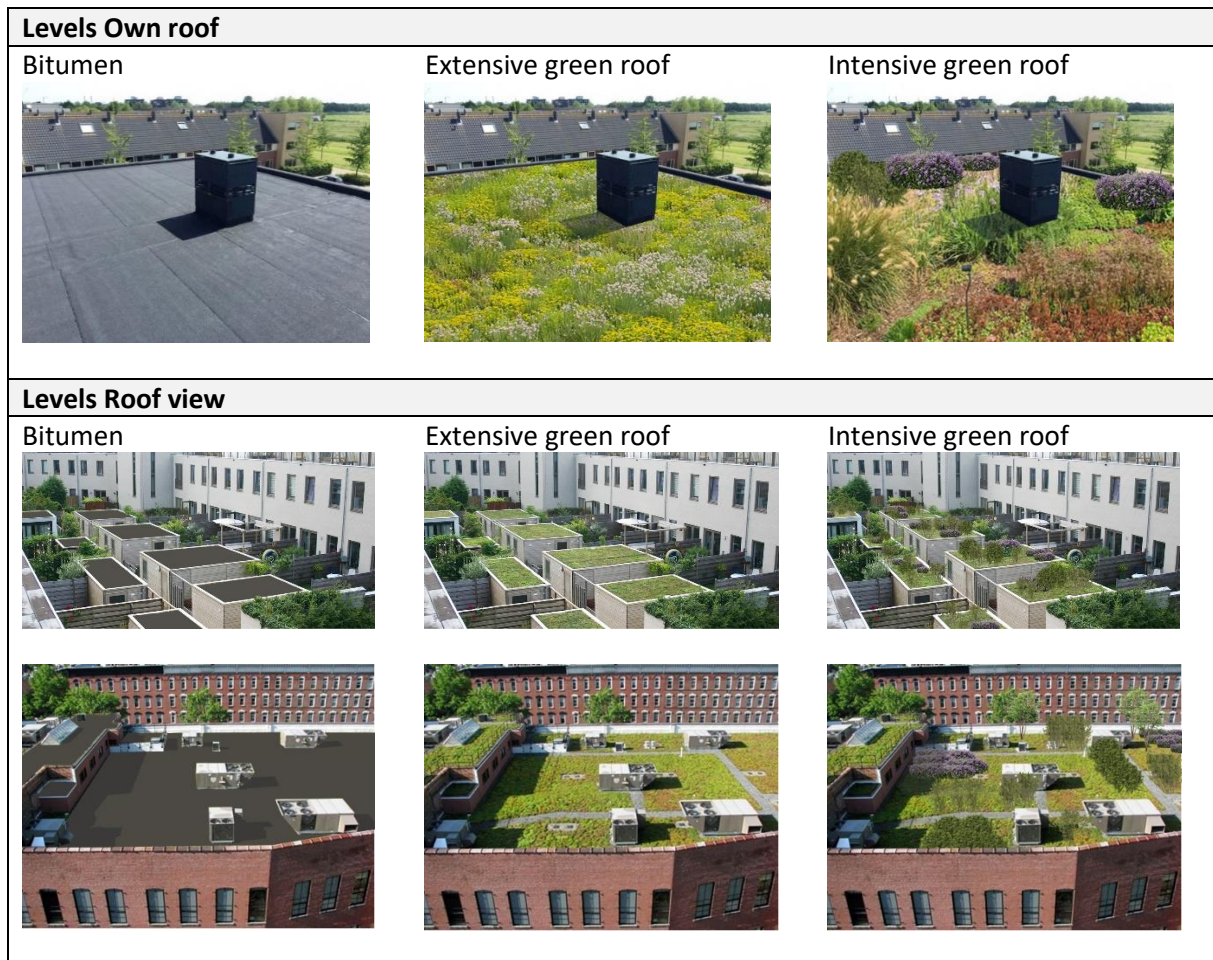 Levels Own roof
Bitumen Extensive green roof Intensive green roof
Levels Roof view
Bitumen Extensive green roof Intensive green roof